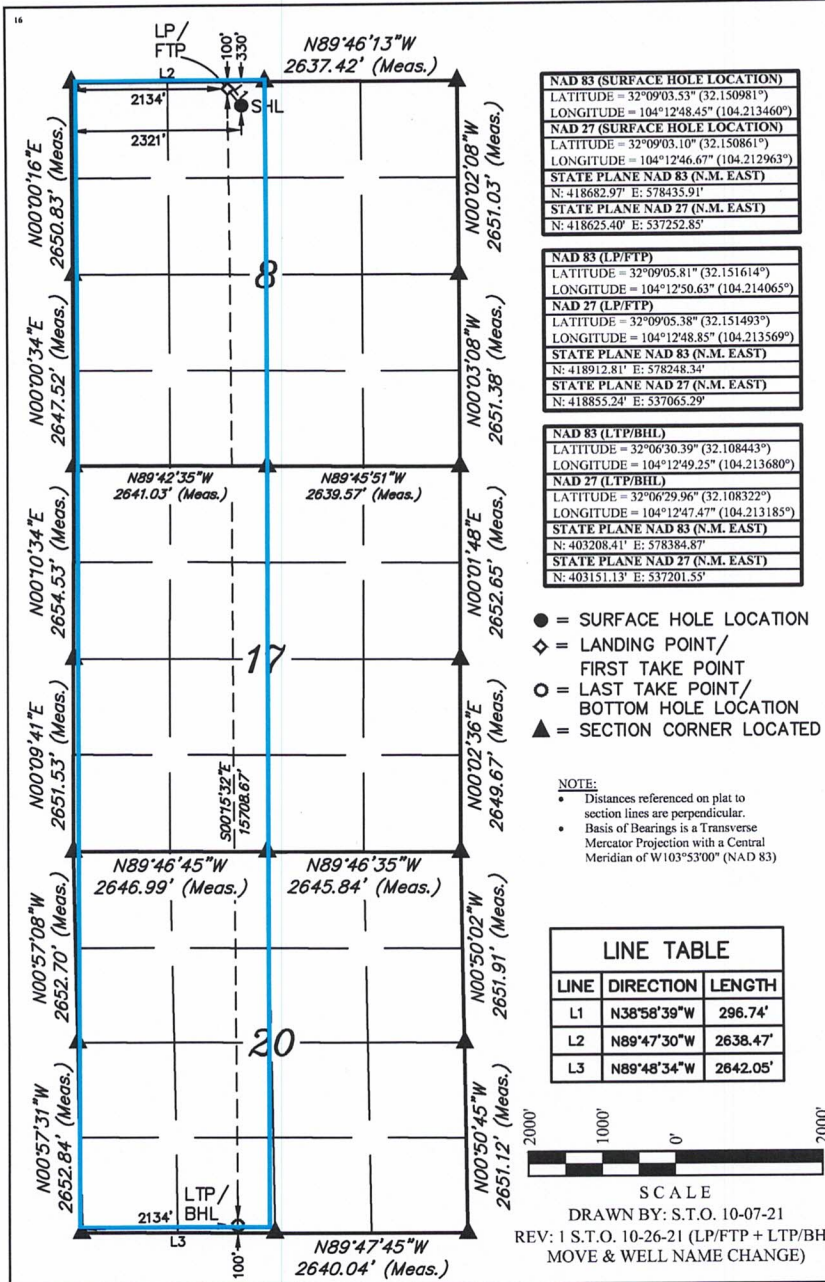 16
LP/
FTP
100'
330'
N89°46'13"W
2637.42' (Meas.)
L2
2134'
SHL
2321'
N00°00'16"E
2650.83' (Meas.)
N00°02'08"W
2651.03' (Meas.)
8
N00°00'34"E
2647.52' (Meas.)
N00°03'08"W
2651.38' (Meas.)
N89°42'35"W
2641.03' (Meas.)
N89°45'51"W
2639.57' (Meas.)
N00°10'34"E
2654.53' (Meas.)
N00°01'48"E
2652.65' (Meas.)
17
N00°09'41"E
2651.53' (Meas.)
S00°15'32"E
15708.67'
N00°02'36"W
2649.67' (Meas.)
N89°46'45"W
2646.99' (Meas.)
N89°46'35"W
2645.84' (Meas.)
N00°57'08"W
2652.70' (Meas.)
N00°50'02"W
2651.91' (Meas.)
20
N00°57'31"W
2652.84' (Meas.)
N00°50'45"W
2651.12' (Meas.)
LTP/
BHL
2134'
L3
100'
N89°47'45"W
2640.04' (Meas.)
NAD 83 (SURFACE HOLE LOCATION)
LATITUDE = 32°09'03.53" (32.150981°)
LONGITUDE = 104°12'48.45" (104.213460°)
NAD 27 (SURFACE HOLE LOCATION)
LATITUDE = 32°09'03.10" (32.150861°)
LONGITUDE = 104°12'46.67" (104.212963°)
STATE PLANE NAD 83 (N.M. EAST)
N: 418682.97' E: 578435.91'
STATE PLANE NAD 27 (N.M. EAST)
N: 418625.40' E: 537252.85'
NAD 83 (LP/FTP)
LATITUDE = 32°09'05.81" (32.151614°)
LONGITUDE = 104°12'50.63" (104.214065°)
NAD 27 (LP/FTP)
LATITUDE = 32°09'05.38" (32.151493°)
LONGITUDE = 104°12'48.85" (104.213569°)
STATE PLANE NAD 83 (N.M. EAST)
N: 418912.81' E: 578248.34'
STATE PLANE NAD 27 (N.M. EAST)
N: 418855.24' E: 537065.29'
NAD 83 (LTP/BHL)
LATITUDE = 32°06'30.39" (32.108443°)
LONGITUDE = 104°12'49.25" (104.213680°)
NAD 27 (LTP/BHL)
LATITUDE = 32°06'29.96" (32.108322°)
LONGITUDE = 104°12'47.47" (104.213185°)
STATE PLANE NAD 83 (N.M. EAST)
N: 403208.41' E: 578384.87'
STATE PLANE NAD 27 (N.M. EAST)
N: 403151.13' E: 537201.55'
= SURFACE HOLE LOCATION
= LANDING POINT/
FIRST TAKE POINT
= LAST TAKE POINT/
BOTTOM HOLE LOCATION
= SECTION CORNER LOCATED
NOTE:
• Distances referenced on plat to
section lines are perpendicular.
• Basis of Bearings is a Transverse
Mercator Projection with a Central
Meridian of W103°53'00" (NAD 83)
LINE TABLE
LINE DIRECTION LENGTH
L1 N38°58'39"W 296.74'
L2 N89°47'30"W 2638.47'
L3 N89°48'34"W 2642.05'
2000' 1000' 0' 2000'
SCALE
DRAWN BY: S.T.O. 10-07-21
REV: 1 S.T.O. 10-26-21 (LP/FTP + LTP/BH
MOVE & WELL NAME CHANGE)